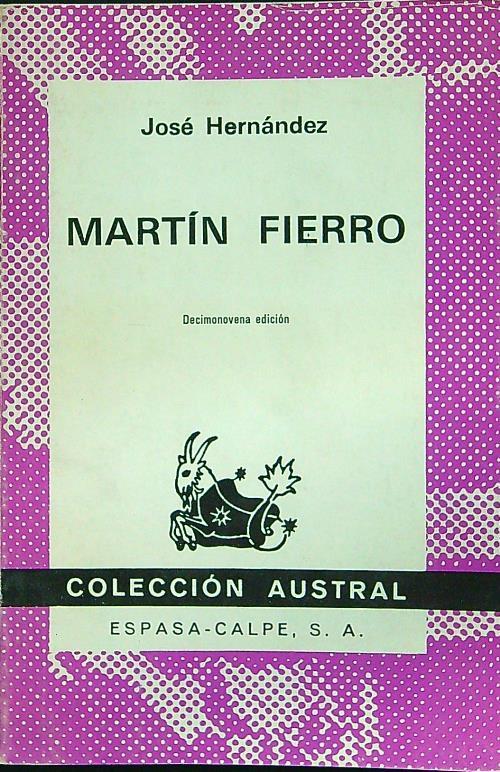 José Hernández
MARTÍN FIERRO
Decimonovena edición
COLECCIÓN AUSTRAL
ESPASA-CALPE, S. A.